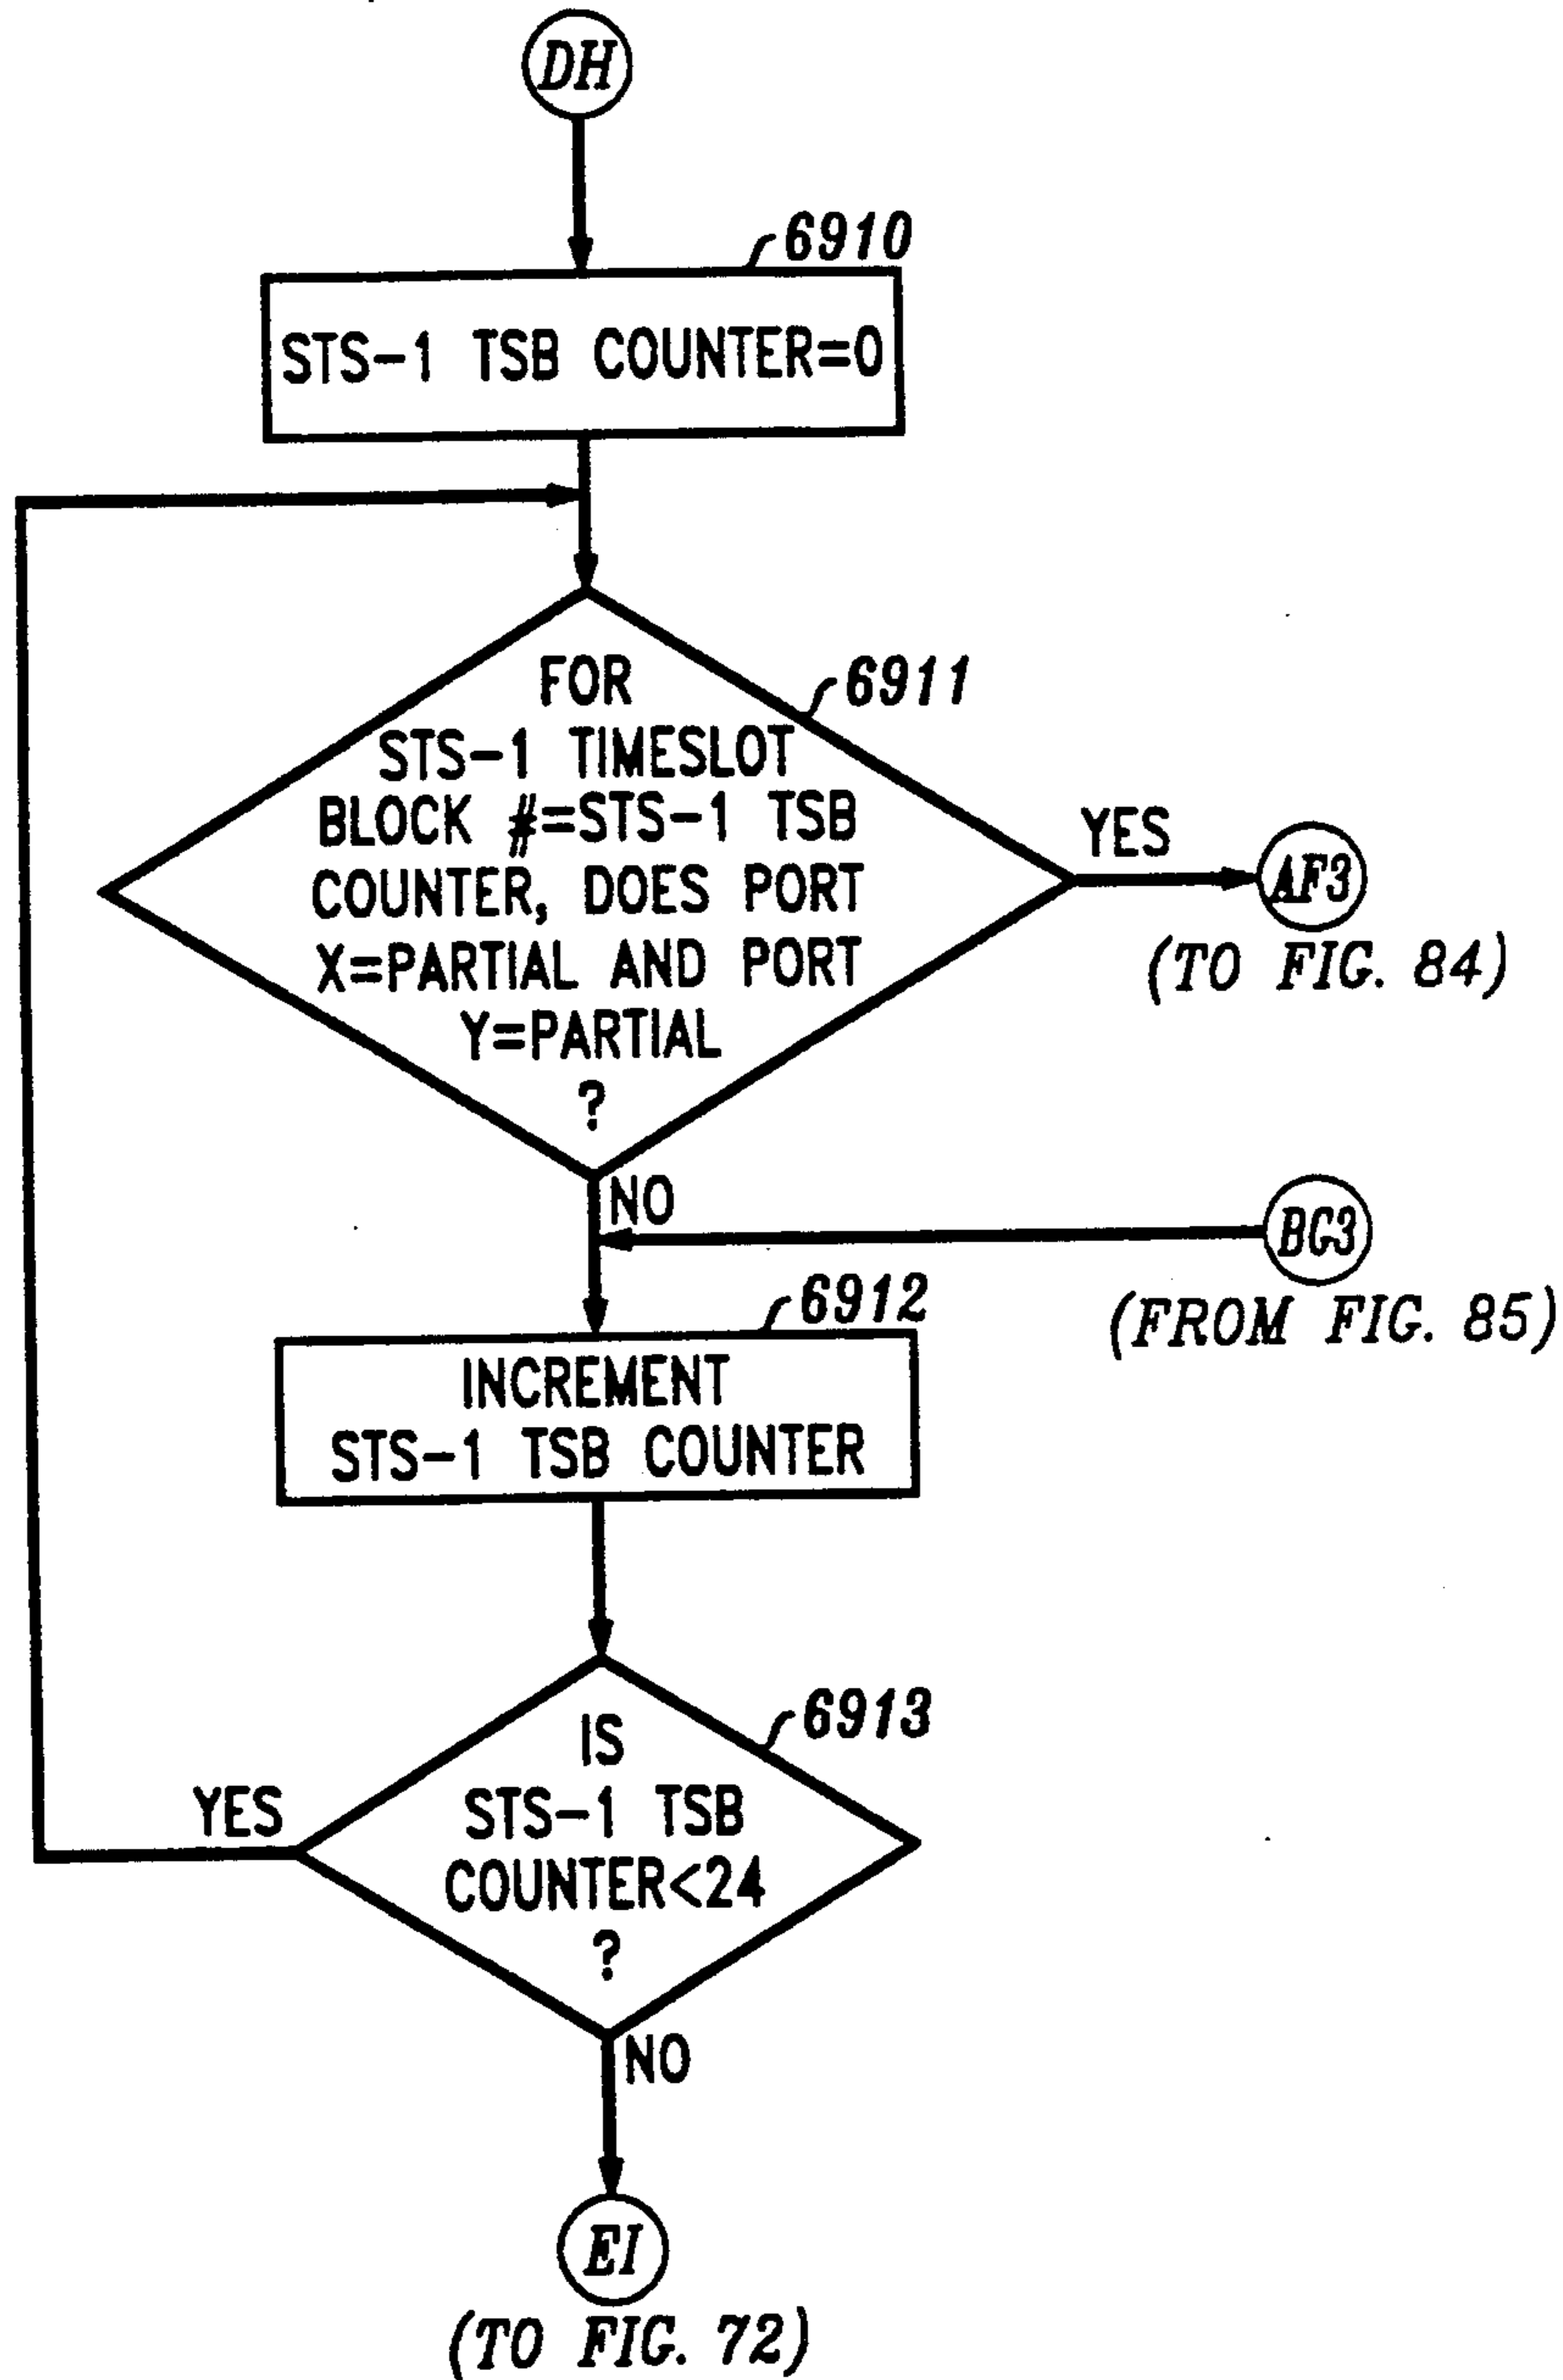 DH
6910
STS-1 TSB COUNTER=0
FOR
6911
STS-1 TIMESLOT
BLOCK #=STS-1 TSB
COUNTER, DOES PORT
X=PARTIAL AND PORT
Y=PARTIAL
?
YES
AF3
(TO FIG. 84)
NO
BG3
(FROM FIG. 85)
6912
INCREMENT
STS-1 TSB COUNTER
6913
IS
STS-1 TSB
COUNTER<24
?
YES
NO
EI
(TO FIG. 72)